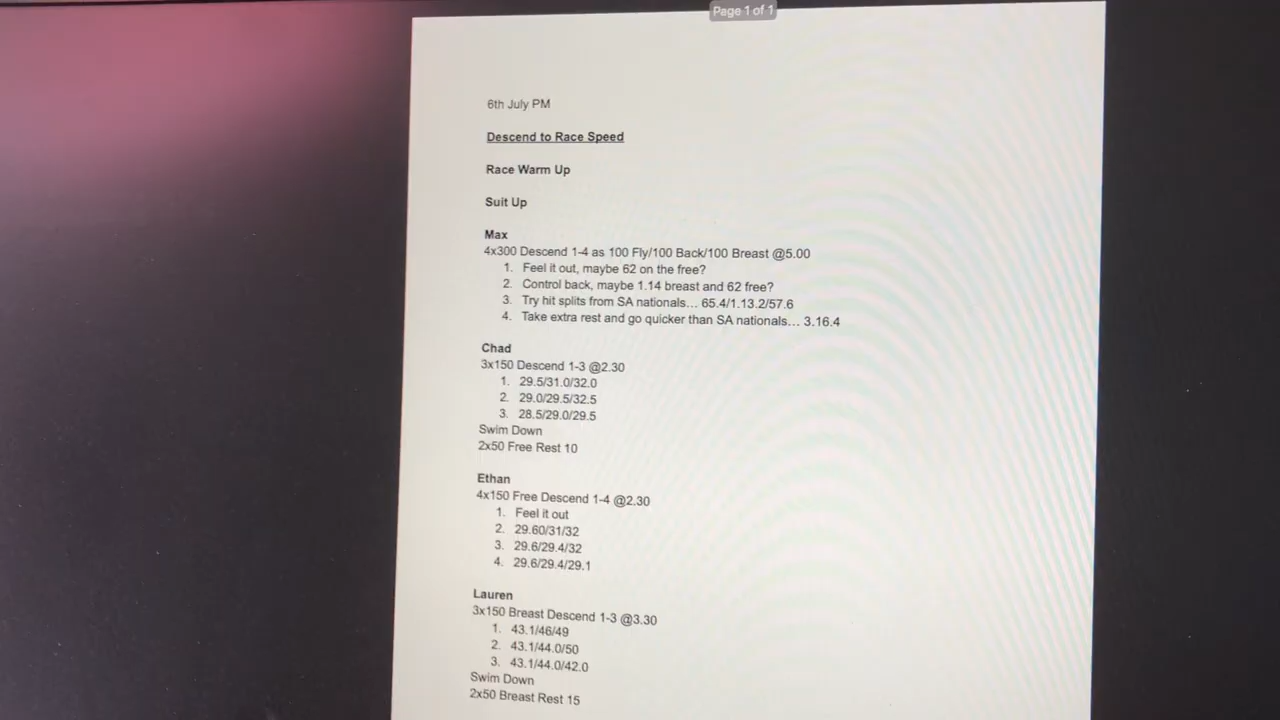 Page 1 of 1
6th July PM
Descend to Race Speed
Race Warm Up
Suit Up
Max
4x300 Descend 1-4 as 100 Fly/100 Back/100 Breast @5.00
1. Feel it out, maybe 62 on the free?
2. Control back, maybe 1.14 breast and 62 free?
3. Try hit splits from SA nationals... 65.4/1.13.2/57.6
4. Take extra rest and go quicker than SA nationals... 3.16.4
Chad
3x150 Descend 1-3 @2.30
1. 29.5/31.0/32.0
2. 29.0/29.5/32.5
3. 28.5/29.0/29.5
Swim Down
2x50 Free Rest 10
Ethan
4x150 Free Descend 1-4 @2.30
1. Feel it out
2. 29.60/31/32
3. 29.6/29.4/32
4. 29.6/29.4/29.1
Lauren
3x150 Breast Descend 1-3 @3.30
1. 43.1/46/49
2. 43.1/44.0/50
3. 43.1/44.0/42.0
Swim Down
2x50 Breast Rest 15